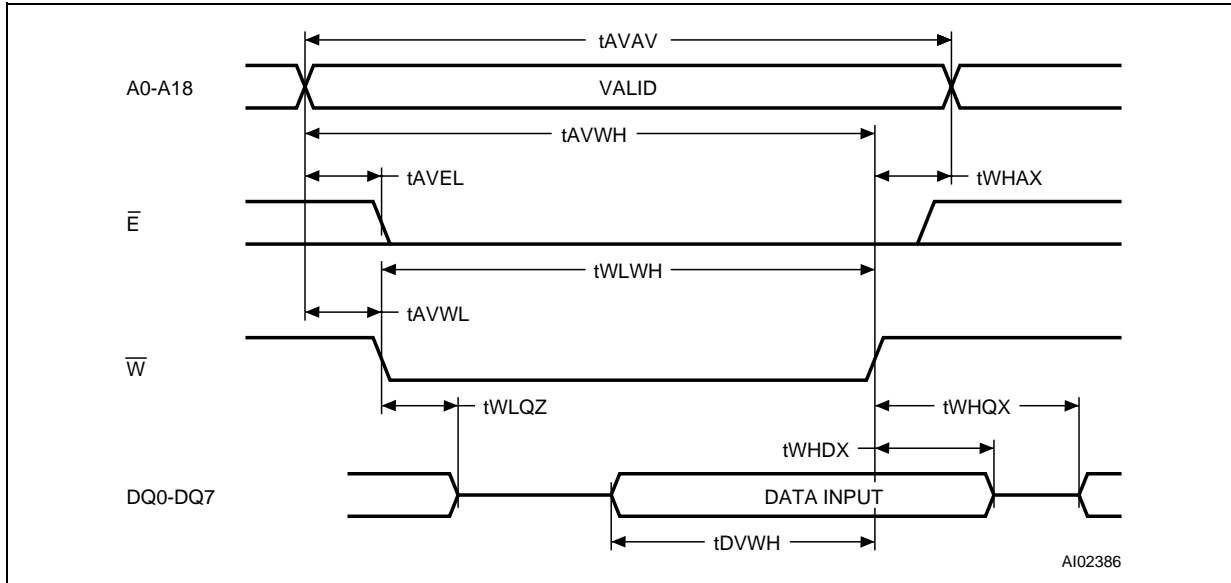 tAVAV
A0-A18
VALID
tAVWH
tAVEL
tWHAX
E̅
tWLWH
tAVWL
W̅
tWLQZ
tWHQX
tWHDX
DQ0-DQ7
DATA INPUT
tDVWH
AI02386